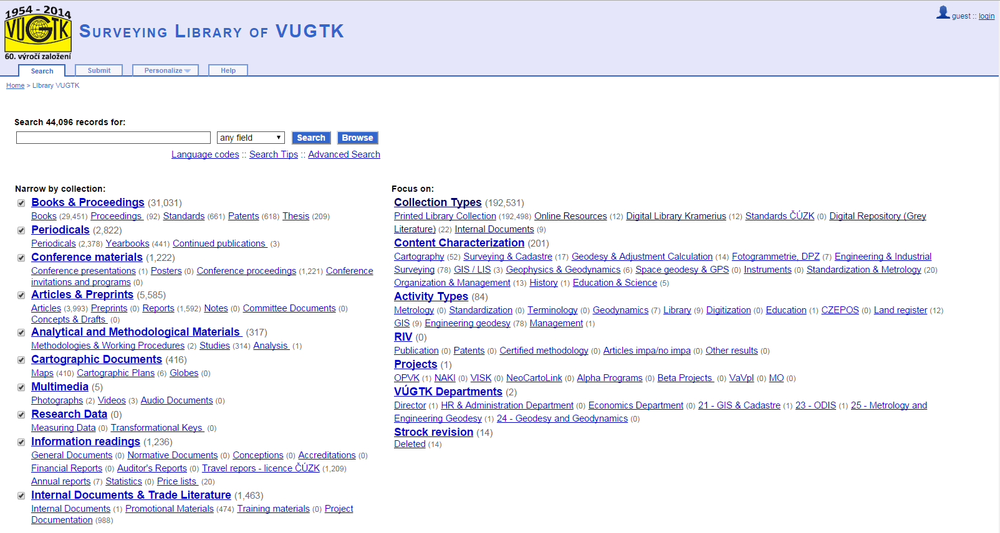 1954 - 2014
VÚGTK
60. výročí založení
Surveying Library of VUGTK
guest :: login
Search
Submit
Personalize
Help
Home > Library VUGTK
Search 44,096 records for:
any field
Search
Browse
Language codes :: Search Tips :: Advanced Search
Narrow by collection:
Books & Proceedings (31,031)
Books (29,451) Proceedings (92) Standards (661) Patents (618) Thesis (209)
Periodicals (2,822)
Periodicals (2,378) Yearbooks (441) Continued publications (3)
Conference materials (1,222)
Conference presentations (1) Posters (0) Conference proceedings (1,221) Conference
invitations and programs (0)
Articles & Preprints (5,585)
Articles (3,993) Preprints (0) Reports (1,592) Notes (0) Committee Documents (0)
Concepts & Drafts (0)
Analytical and Methodological Materials (317)
Methodologies & Working Procedures (2) Studies (314) Analysis (1)
Cartographic Documents (416)
Maps (410) Cartographic Plans (6) Globes (0)
Multimedia (5)
Photographs (2) Videos (3) Audio Documents (0)
Research Data (0)
Measuring Data (0) Transformational Keys (0)
Information readings (1,236)
General Documents (0) Normative Documents (0) Conceptions (0) Accreditations (0)
Financial Reports (0) Auditor's Reports (0) Travel repors - licence ČÚZK (1,209)
Annual reports (7) Statistics (0) Price lists (20)
Internal Documents & Trade Literature (1,463)
Internal Documents (1) Promotional Materials (474) Training materials (0) Project
Documentation (988)
Focus on:
Collection Types (192,531)
Printed Library Collection (192,498) Online Resources (12) Digital Library Kramerius (12) Standards ČÚZK (0) Digital Repository (Grey
Literature) (22) Internal Documents (9)
Content Characterization (201)
Cartography (52) Surveying & Cadastre (17) Geodesy & Adjustment Calculation (14) Fotogrammetrie, DPZ (7) Engineering & Industrial
Surveying (78) GIS / LIS (3) Geophysics & Geodynamics (6) Space geodesy & GPS (0) Instruments (0) Standardization & Metrology (20)
Organization & Management (13) History (1) Education & Science (5)
Activity Types (84)
Metrology (0) Standardization (0) Terminology (0) Geodynamics (7) Library (9) Digitization (0) Education (1) CZEPOS (0) Land register (12)
GIS (9) Engineering geodesy (78) Management (1)
RIV (0)
Publication (0) Patents (0) Certified methodology (0) Articles impa/no impa (0) Other results (0)
Projects (1)
OPVK (1) NAKI (0) VISK (0) NeoCartoLink (0) Alpha Programs (0) Beta Projects (0) VaVpI (0) MO (0)
VÚGTK Departments (2)
Director (1) HR & Administration Department (0) Economics Department (0) 21 - GIS & Cadastre (1) 23 - ODIS (1) 25 - Metrology and
Engineering Geodesy (1) 24 - Geodesy and Geodynamics (0)
Strock revision (14)
Deleted (14)